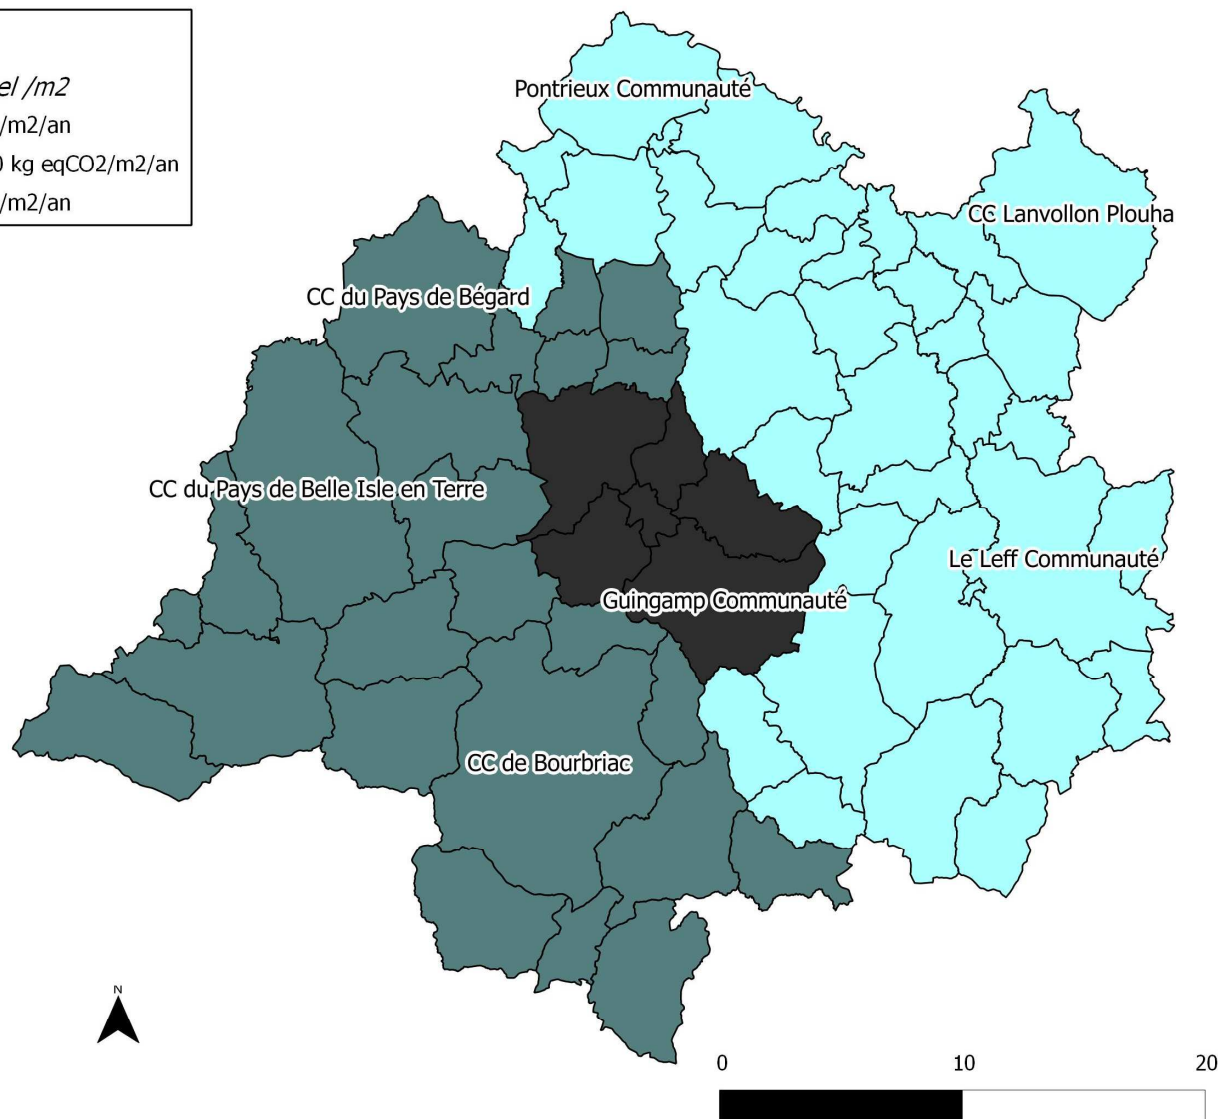 el /m2
/m2/an
kg eqCO2/m2/an
/m2/an
Pontrieux Communauté
CC Lanvollon Plouha
CC du Pays de Bégard
CC du Pays de Belle Isle en Terre
Le Leff Communauté
Guingamp Communauté
CC de Bourbriac
N
0 10 20